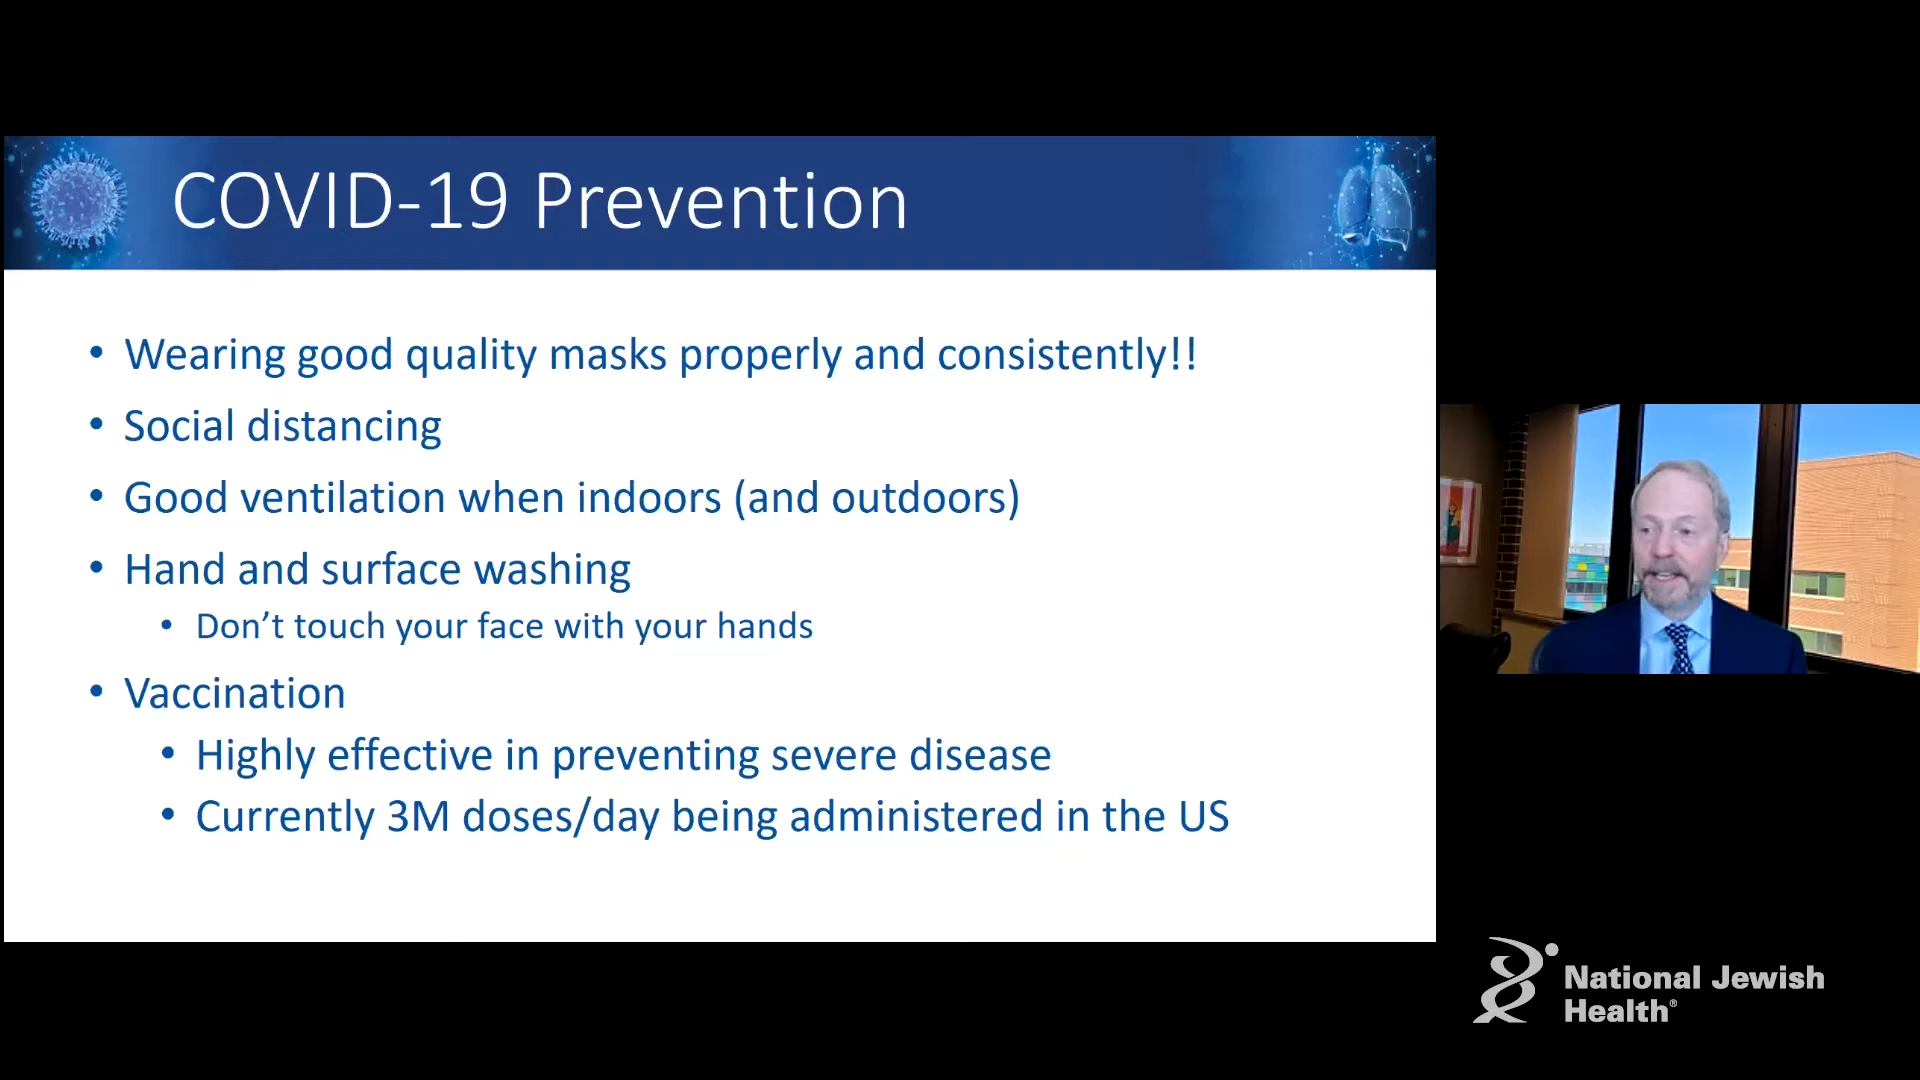 COVID-19 Prevention
• Wearing good quality masks properly and consistently!!
• Social distancing
• Good ventilation when indoors (and outdoors)
• Hand and surface washing
• Don’t touch your face with your hands
• Vaccination
• Highly effective in preventing severe disease
• Currently 3M doses/day being administered in the US
National Jewish
Health®